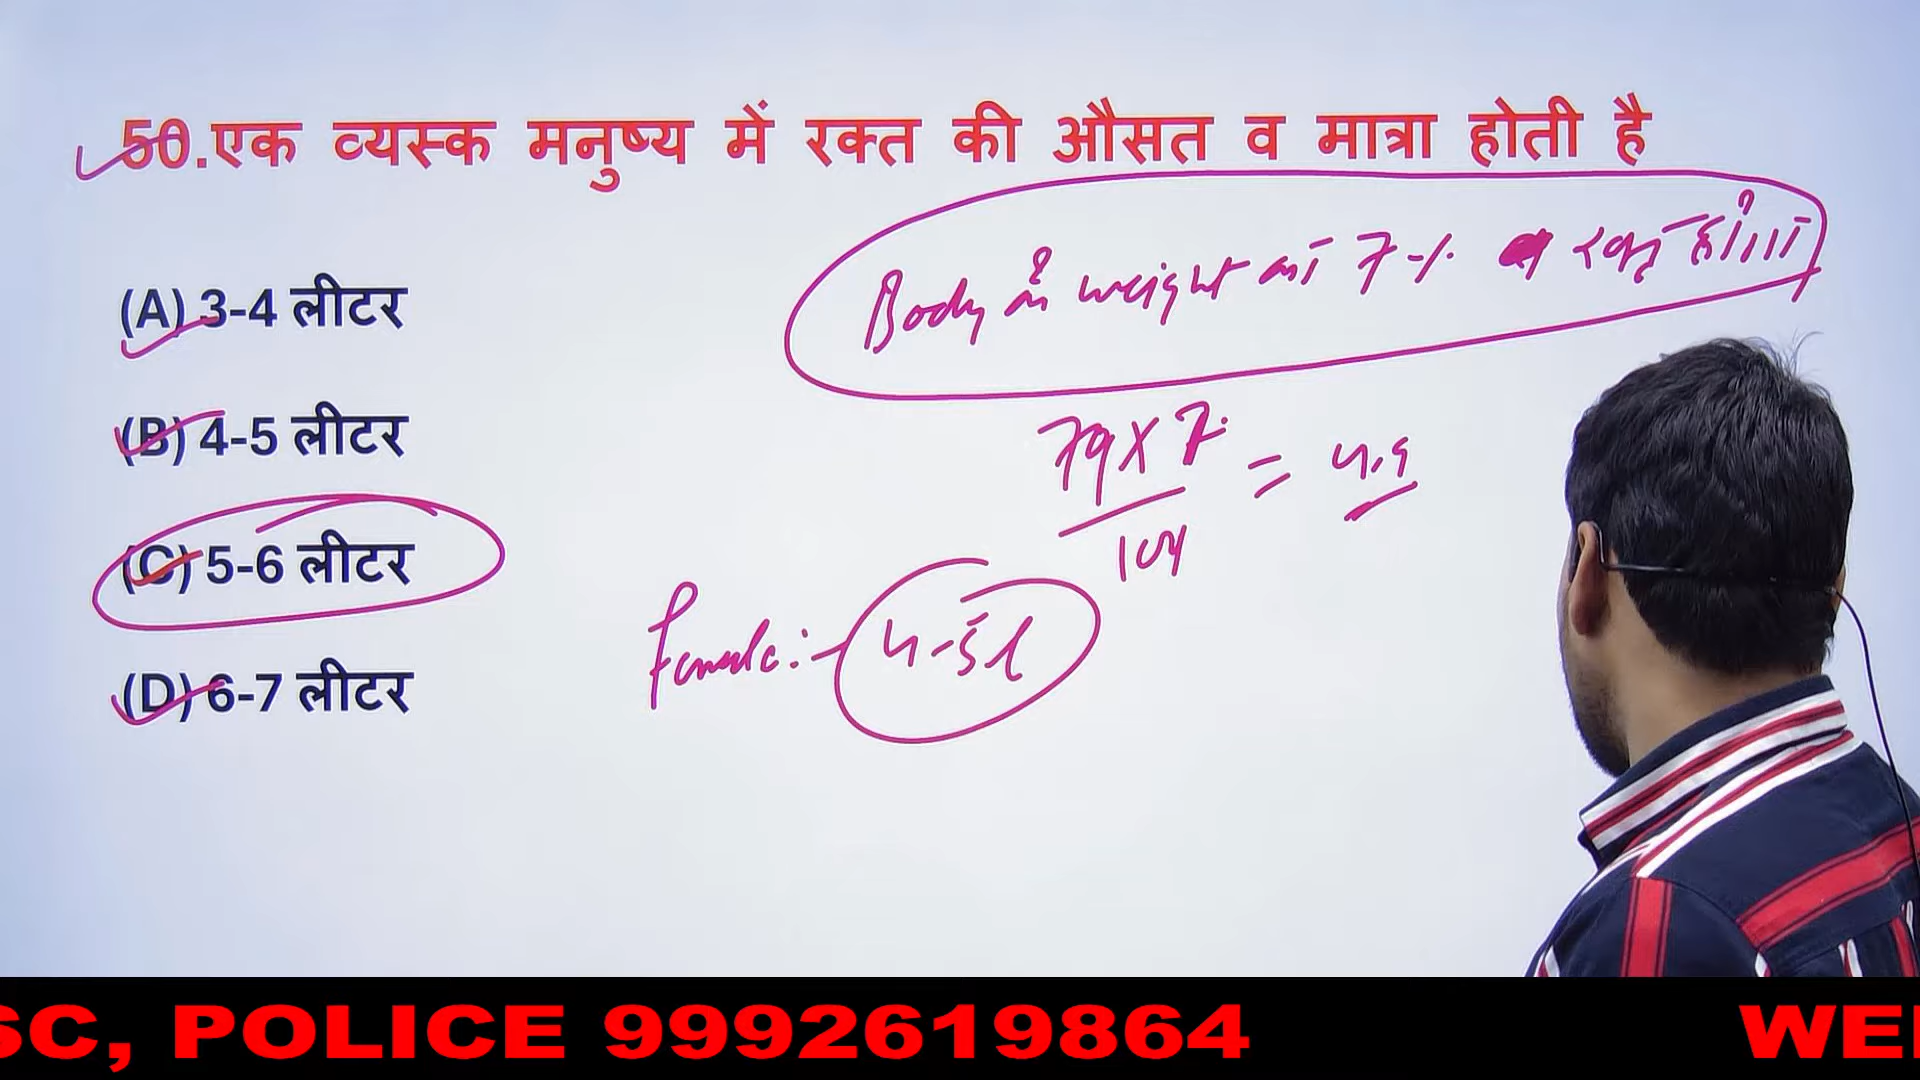 50.एक व्यस्क मनुष्य में रक्त की औसत व मात्रा होती है
Body के weight का 7% रक्त होगा
(A) 3-4 लीटर
(B) 4-5 लीटर
70 X 7
100
= 4.9
(C) 5-6 लीटर
Female:- 4-5l
(D) 6-7 लीटर
SC, POLICE 9992619864
WE